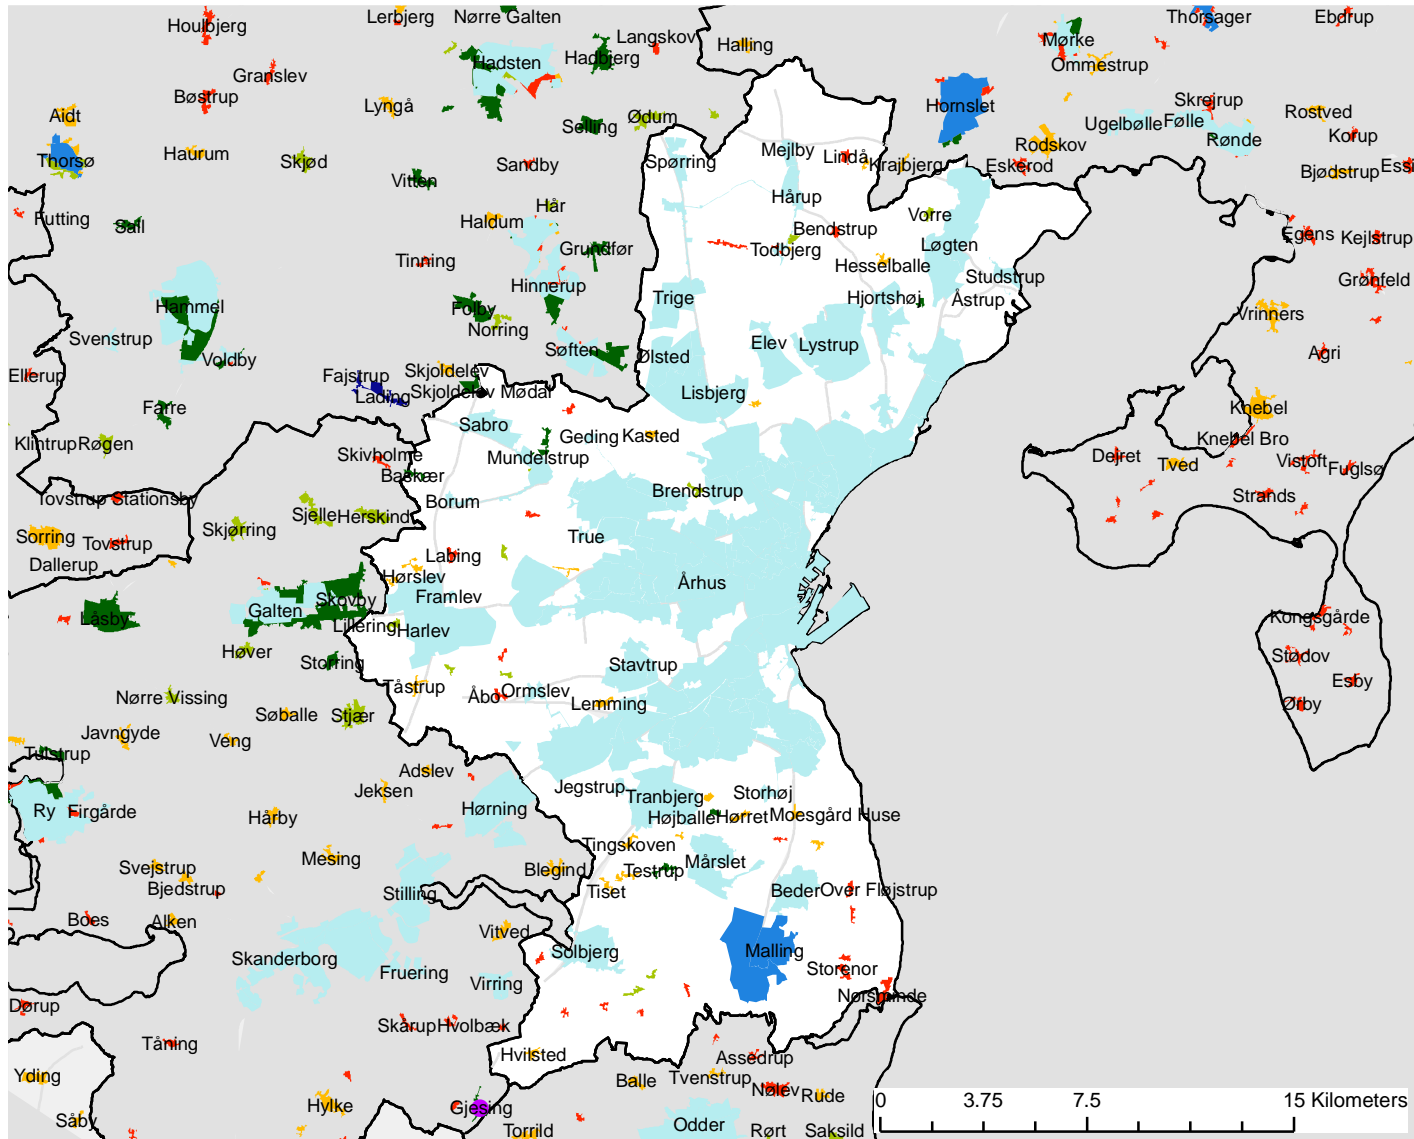 Houlbjerg
Lerbjerg
Nørre Galten
Langskov
Halling
Thorsager
Ebdrup
Granslev
Hadsten
Hadbjerg
Mørke
Ommestrup
Bøstrup
Aidt
Lyngå
Selling
Ødum
Hornslet
Skrejrup
Ugelbølle
Følle
Rønde
Rostved
Korup
Thorsø
Haurum
Skjød
Vitten
Sandby
Spørring
Mejlby
Lindå
Krajbjerg
Eskerod
Rodskov
Bjødstrup
Essi
Futting
Sall
Haldum
Hår
Grundfør
Hårup
Bendstrup
Todbjerg
Vorre
Løgten
Egens
Kejlstrup
Tinning
Hinnerup
Hesselballe
Studstrup
Grønfeld
Hammel
Folby
Norring
Trige
Hjortshøj
Åstrup
Vrinners
Svenstrup
Voldby
Søften
Ølsted
Elev
Lystrup
Agri
Ellerup
Fajstrup
Lading
Skjoldelev
Skjoldelev Mødal
Lisbjerg
Farre
Knebel
Klintrup
Røgen
Sabro
Geding
Kasted
Knebel Bro
Skivholme
Mundelstrup
Dejret
Tved
Vistoft
Fuglsø
Baskær
Tovstrup Stationsby
Borum
Brendstrup
Strands
Sjelle
Herskind
Skjørring
Sorring
Tovstrup
True
Dallerup
Labing
Hørslev
Århus
Låsby
Galten
Skovby
Framlev
Lillering
Harlev
Kongsgårde
Høver
Storring
Stavtrup
Stødov
Nørre Vissing
Tåstrup
Åbo
Ormslev
Lemming
Esby
Ørby
Søballe
Stjær
Javngyde
Veng
Tulstrup
Adslev
Jeksen
Jegstrup
Tranbjerg
Storhøj
Ry
Firgårde
Hårby
Hørning
Højballe
Hørret
Moesgård Huse
Mesing
Tingskoven
Svejstrup
Bjedstrup
Blegind
Testrup
Mårslet
Stilling
Tiset
Beder
Over Fløjstrup
Boes
Alken
Vitved
Skanderborg
Solbjerg
Malling
Fruering
Virring
Storenor
Norsminde
Dørup
Skårup
Hvolbæk
Tåning
Hvilsted
Assedrup
Yding
Balle
Tvenstrup
Nølev
Rude
Såby
Hylke
Gjesing
Torrild
Odder
Rørt
Saksild
0 3.75 7.5 15 Kilometers